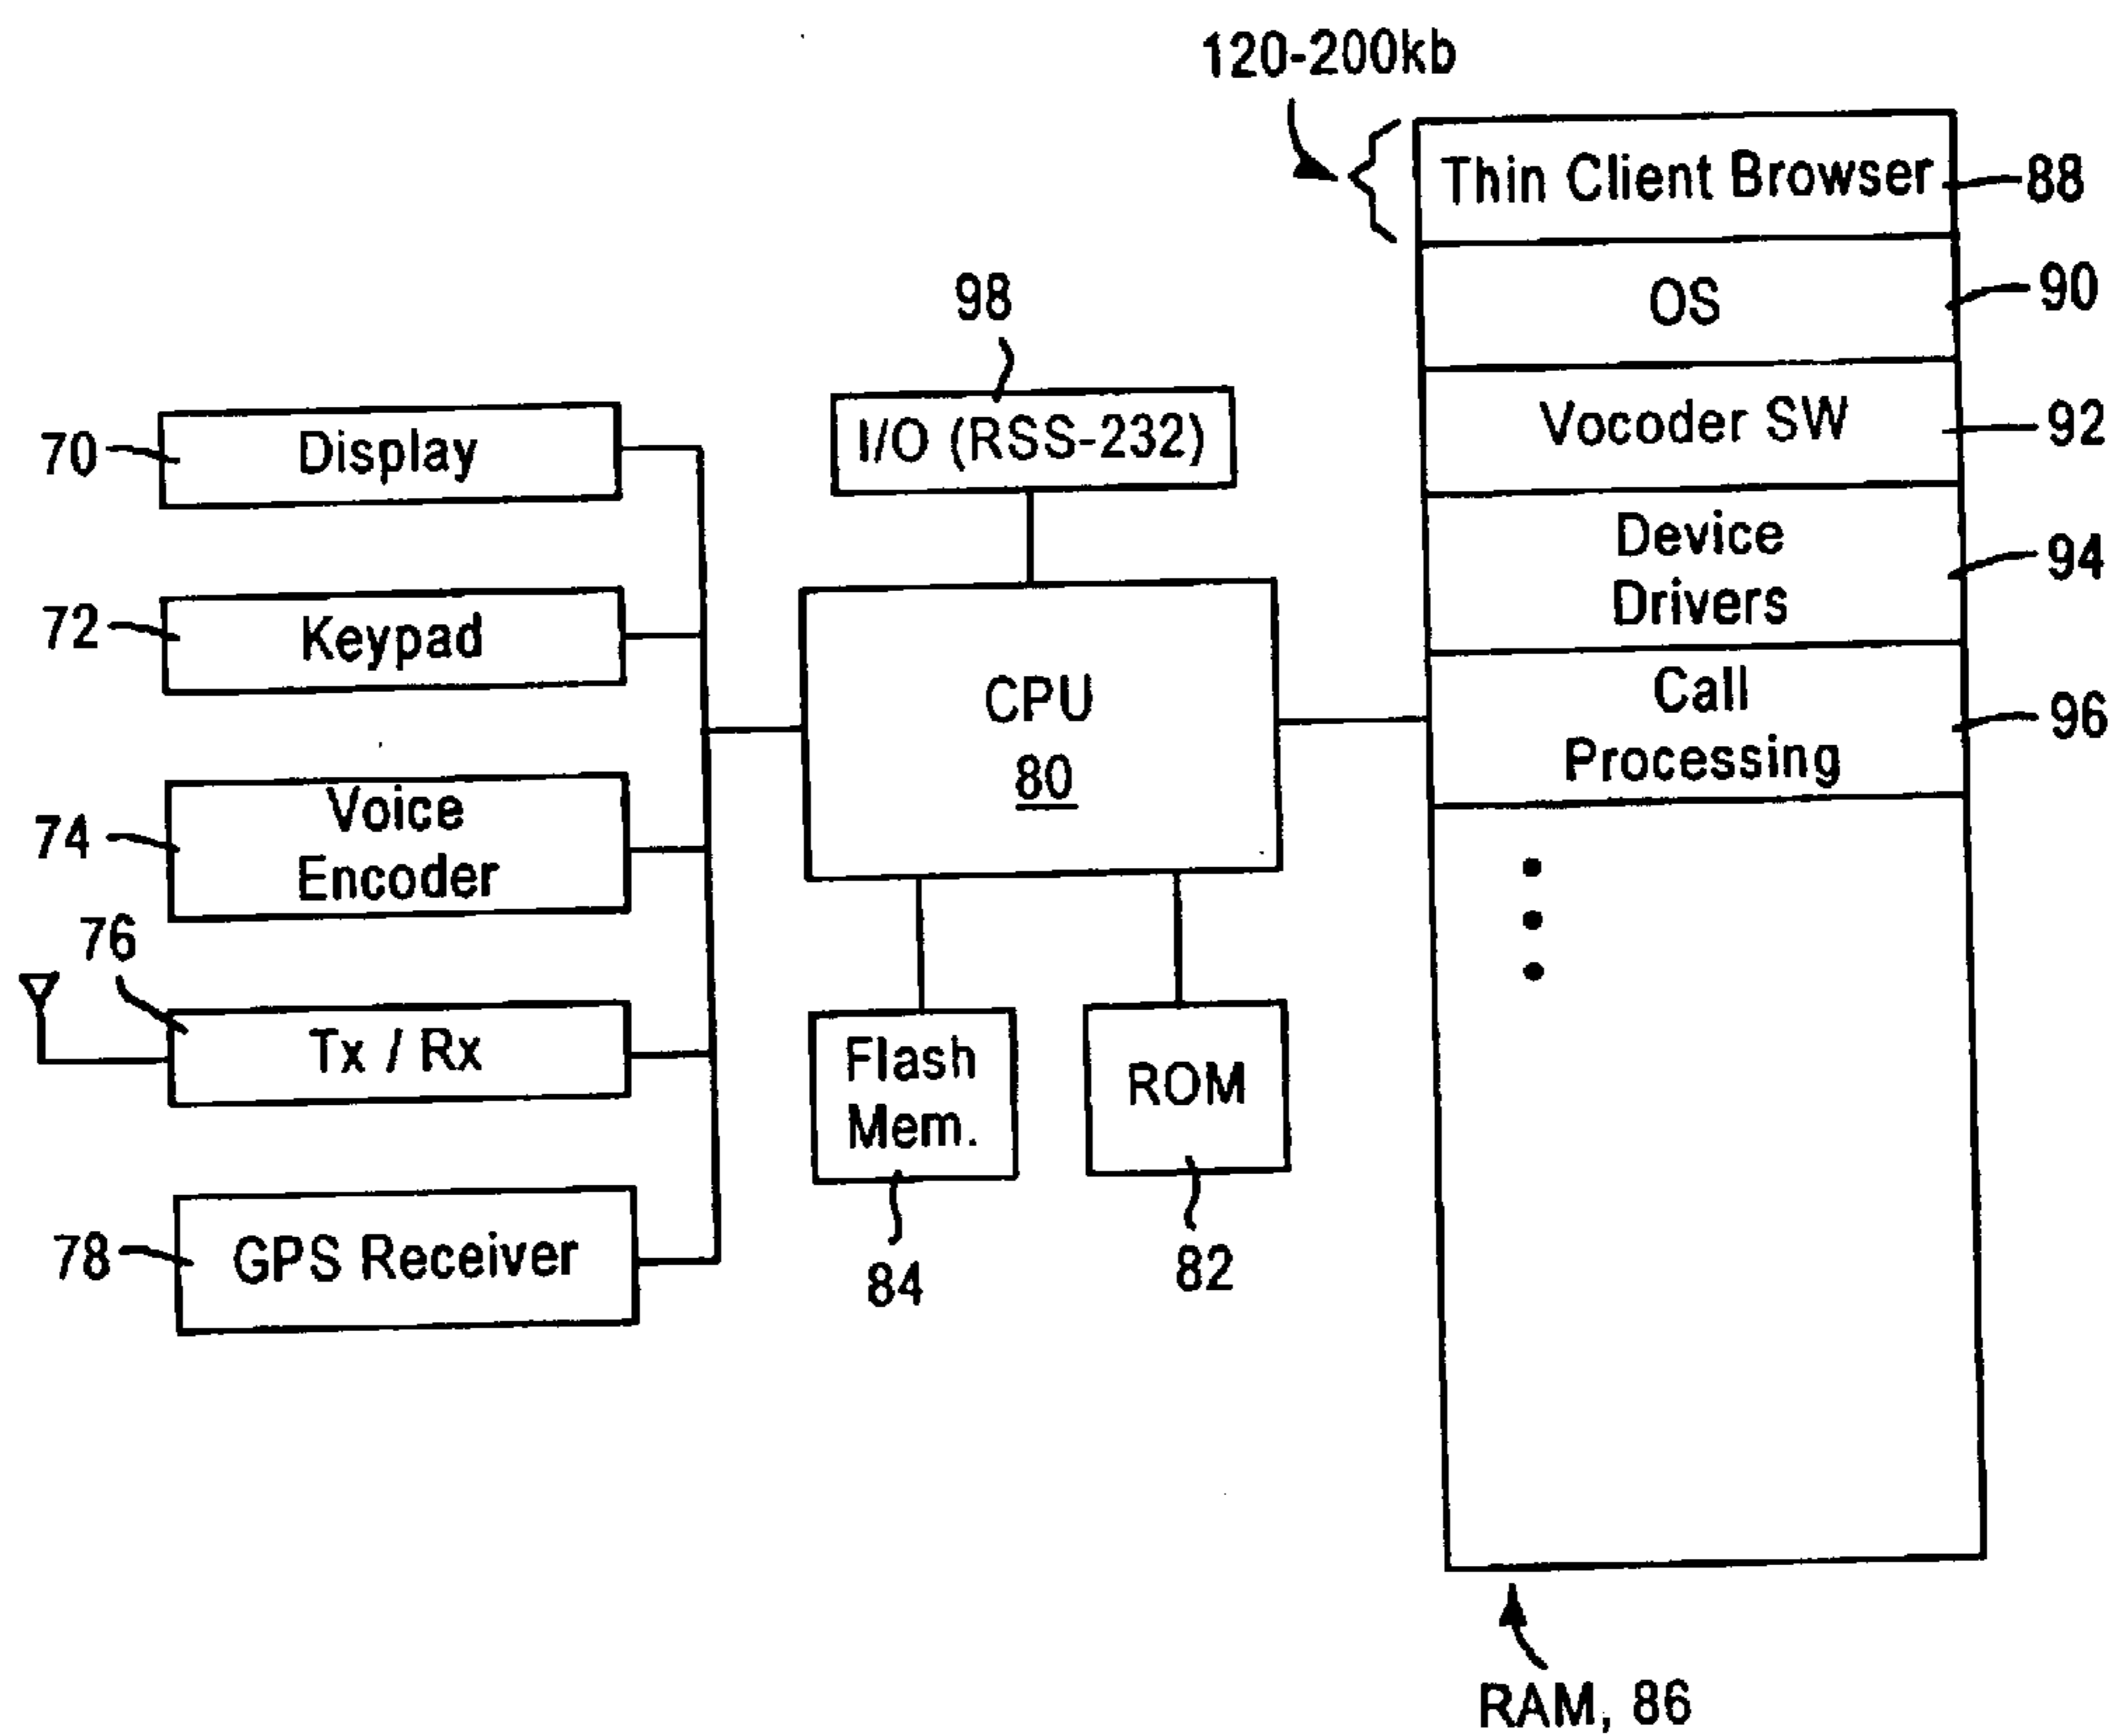 120-200kb
Thin Client Browser
88
OS
90
98
I/O (RSS-232)
Vocoder SW
92
70
Display
Device
Drivers
94
72
Keypad
CPU
80
Call
Processing
96
74
Voice
Encoder
76
Tx / Rx
Flash
Mem.
84
ROM
82
78
GPS Receiver
RAM, 86